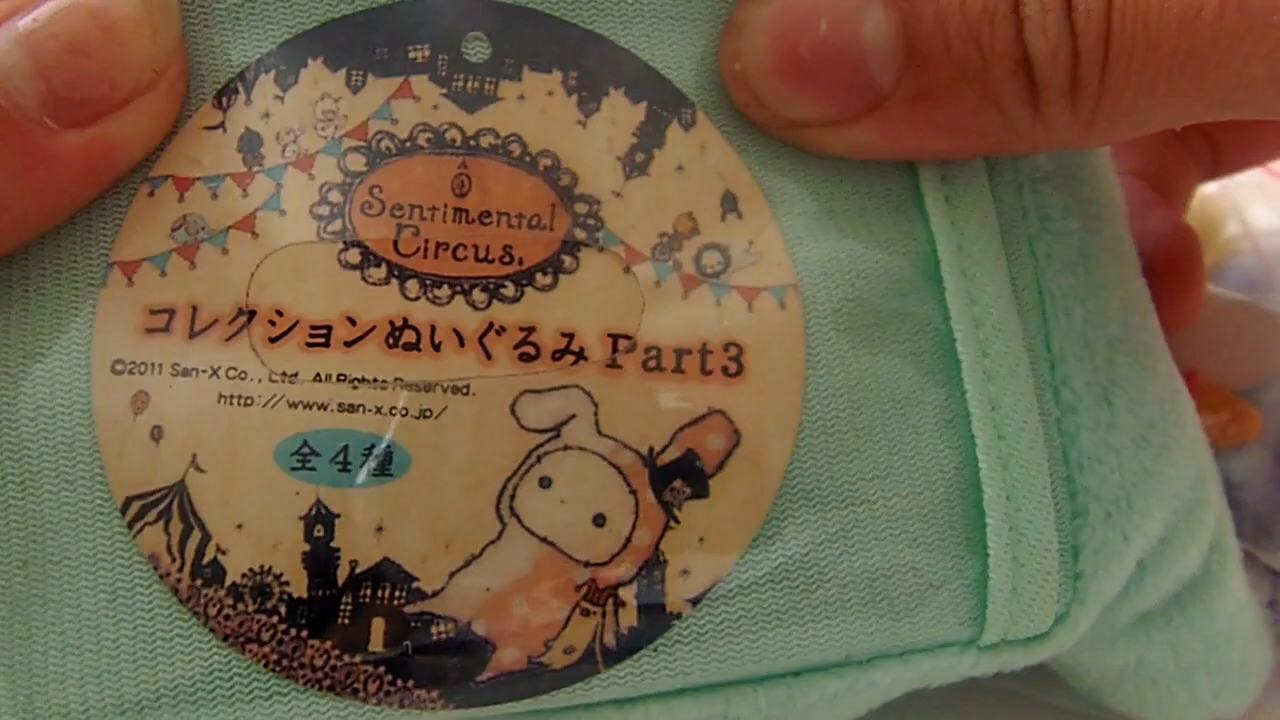 Sentimental
Circus.
コレクションぬいぐるみ Part3
©2011 San-X Co., Ltd. All Rights Reserved.
http://www.san-x.co.jp/
全4種